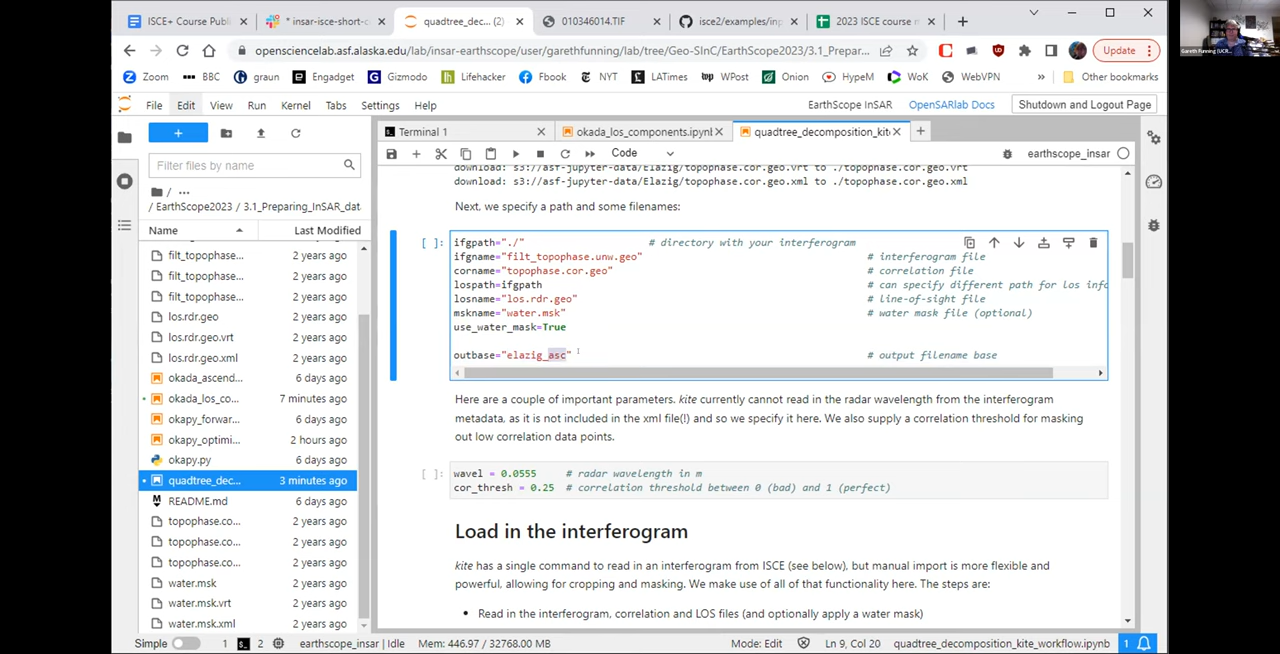 ISCE+ Course Publi
* insar-isce-short-c
quadtree_dec... (2)
010346014.TIF
isce2/examples/inp
2023 ISCE course m
opensciencelab.asf.alaska.edu/lab/insar-earthscope/user/garethfunning/lab/tree/Geo-SInC/EarthScope2023/3.1_Prepar...
Update
Zoom
BBC
graun
Engadget
Gizmodo
Lifehacker
Fbook
NYT
LATimes
WPost
Onion
HypeM
WoK
WebVPN
»
Other bookmarks
File
Edit
View
Run
Kernel
Tabs
Settings
Help
EarthScope InSAR
OpenSARlab Docs
Shutdown and Logout Page
Terminal 1
okada_los_components.ipynb
quadtree_decomposition_kite
Filter files by name
Code
earthscope_insar
/ ...
/ EarthScope2023 / 3.1_Preparing_InSAR_dat
Name
Last Modified
filt_topophase...
2 years ago
filt_topophase...
2 years ago
filt_topophase...
2 years ago
los.rdr.geo
2 years ago
los.rdr.geo.vrt
2 years ago
los.rdr.geo.xml
2 years ago
okada_ascend...
6 days ago
okada_los_co...
7 minutes ago
okapy_forwar...
6 days ago
okapy_optimi...
2 hours ago
okapy.py
6 days ago
quadtree_dec...
3 minutes ago
README.md
6 days ago
topophase.co...
2 years ago
topophase.co...
2 years ago
topophase.co...
2 years ago
water.msk
2 years ago
water.msk.vrt
2 years ago
water.msk.xml
2 years ago
download: s3://asf-jupyter-data/Elazig/topophase.cor.geo.vrt to ./topophase.cor.geo.vrt
download: s3://asf-jupyter-data/Elazig/topophase.cor.geo.xml to ./topophase.cor.geo.xml
Next, we specify a path and some filenames:
[ ]:
ifgpath="./" # directory with your interferogram
ifgname="filt_topophase.unw.geo" # interferogram file
corname="topophase.cor.geo" # correlation file
lospath=ifgpath # can specify different path for los info
losname="los.rdr.geo" # line-of-sight file
mskname="water.msk" # water mask file (optional)
use_water_mask=True
outbase="elazig_asc" # output filename base
Here are a couple of important parameters. kite currently cannot read in the radar wavelength from the interferogram
metadata, as it is not included in the xml file(!) and so we specify it here. We also supply a correlation threshold for masking
out low correlation data points.
[ ]:
wavel = 0.0555 # radar wavelength in m
cor_thresh = 0.25 # correlation threshold between 0 (bad) and 1 (perfect)
Load in the interferogram
kite has a single command to read in an interferogram from ISCE (see below), but manual import is more flexible and
powerful, allowing for cropping and masking. We make use of all of that functionality here. The steps are:
• Read in the interferogram, correlation and LOS files (and optionally apply a water mask)
Simple
1
2
earthscope_insar | Idle
Mem: 446.97 / 32768.00 MB
Mode: Edit
Ln 9, Col 20
quadtree_decomposition_kite_workflow.ipynb
1
Gareth Funning (UCR...